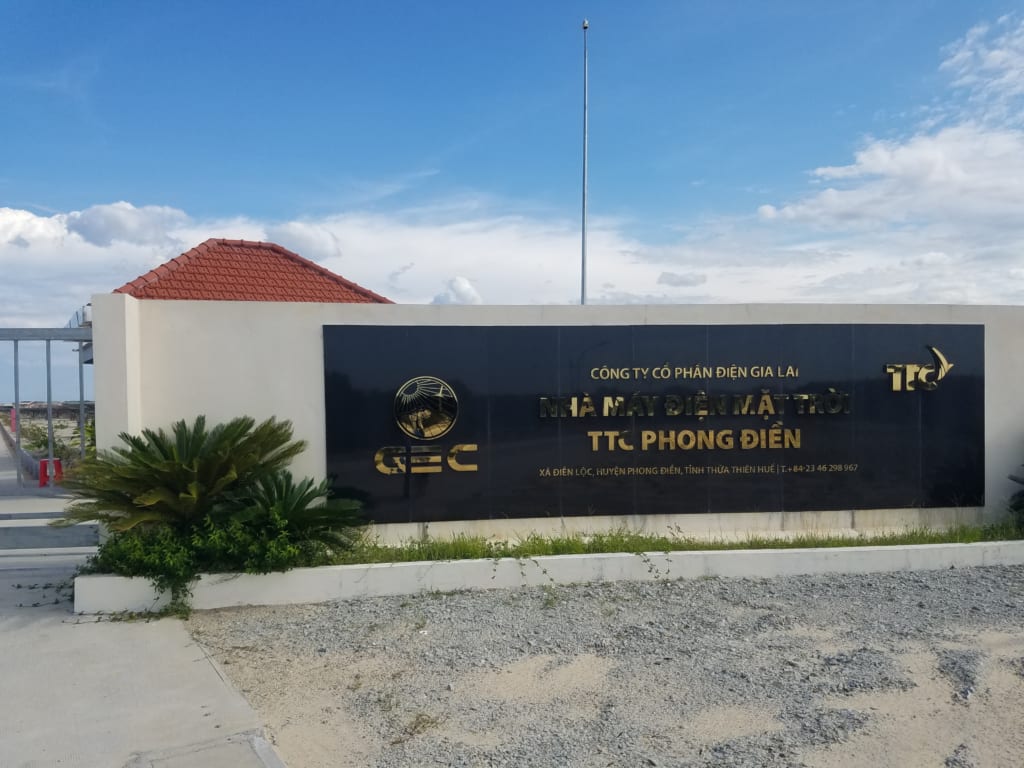 CÔNG TY CỔ PHẦN ĐIỆN GIA LAI
NHÀ MÁY ĐIỆN MẶT TRỜI
TTC PHONG ĐIỀN
XÃ ĐIỀN LỘC, HUYỆN PHONG ĐIỀN, TỈNH THỪA THIÊN HUẾ | T.+84-23 46 298 967
GEC
TTC